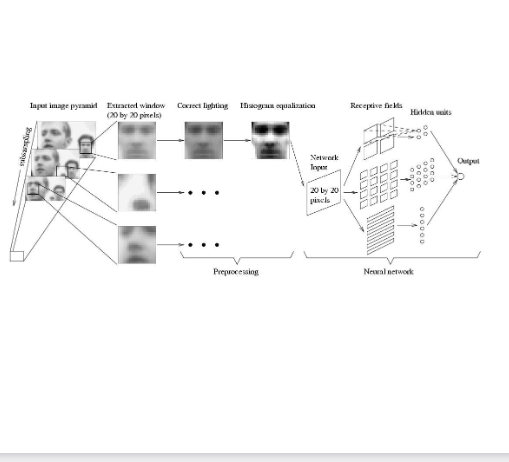 Input image pyramid
Extracted window
(20 by 20 pixels)
Correct lighting
Histogram equalization
Receptive fields
Hidden units
subsampling
Network
Input
20 by 20
pixels
Output
Preprocessing
Neural network